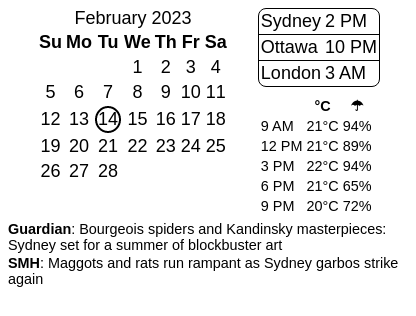 February 2023
Su Mo Tu We Th Fr Sa
1 2 3 4
5 6 7 8 9 10 11
12 13 14 15 16 17 18
19 20 21 22 23 24 25
26 27 28
Sydney 2 PM
Ottawa 10 PM
London 3 AM
°C ☂
9 AM 21°C 94%
12 PM 21°C 89%
3 PM 22°C 94%
6 PM 21°C 65%
9 PM 20°C 72%
Guardian: Bourgeois spiders and Kandinsky masterpieces:
Sydney set for a summer of blockbuster art
SMH: Maggots and rats run rampant as Sydney garbos strike
again